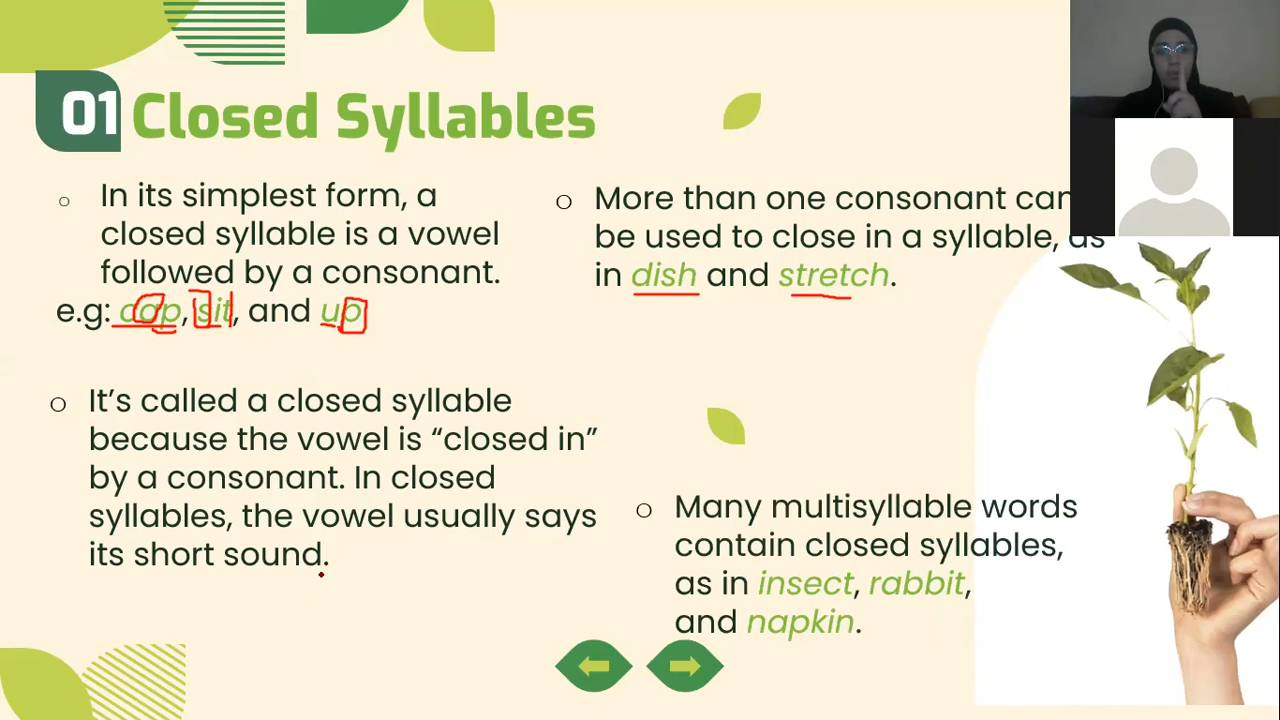 01 Closed Syllables
In its simplest form, a
closed syllable is a vowel
followed by a consonant.
e.g: cap, sit, and up
It's called a closed syllable
because the vowel is “closed in”
by a consonant. In closed
syllables, the vowel usually says
its short sound.
More than one consonant can
be used to close in a syllable, as
in dish and stretch.
Many multisyllable words
contain closed syllables,
as in insect, rabbit,
and napkin.